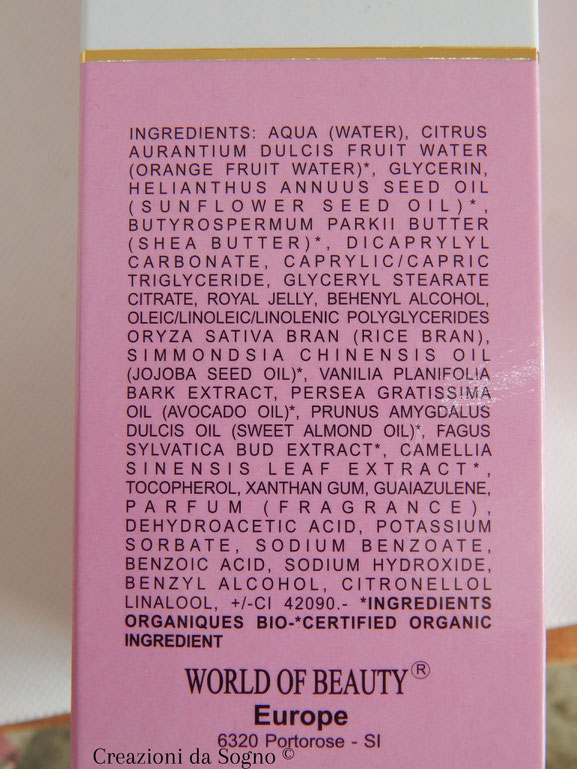 INGREDIENTS: AQUA (WATER), CITRUS
AURANTIUM DULCIS FRUIT WATER
(ORANGE FRUIT WATER)*, GLYCERIN,
HELIANTHUS ANNUUS SEED OIL
(SUNFLOWER SEED OIL)*,
BUTYROSPERMUM PARKII BUTTER
(SHEA BUTTER)*, DICAPRYLYL
CARBONATE, CAPRYLIC/CAPRIC
TRIGLYCERIDE, GLYCERYL STEARATE
CITRATE, ROYAL JELLY, BEHENYL ALCOHOL,
OLEIC/LINOLEIC/LINOLENIC POLYGLYCERIDES
ORYZA SATIVA BRAN (RICE BRAN),
SIMMONDSIA CHINENSIS OIL
(JOJOBA SEED OIL)*, VANILIA PLANIFOLIA
BARK EXTRACT, PERSEA GRATISSIMA
OIL (AVOCADO OIL)*, PRUNUS AMYGDALUS
DULCIS OIL (SWEET ALMOND OIL)*, FAGUS
SYLVATICA BUD EXTRACT*, CAMELLIA
SINENSIS LEAF EXTRACT*,
TOCOPHEROL, XANTHAN GUM, GUAIAZULENE,
PARFUM (FRAGRANCE),
DEHYDROACETIC ACID, POTASSIUM
SORBATE, SODIUM BENZOATE,
BENZOIC ACID, SODIUM HYDROXIDE,
BENZYL ALCOHOL, CITRONELLOL
LINALOOL, +/-CI 42090.- *INGREDIENTS
ORGANIQUES BIO-*CERTIFIED ORGANIC
INGREDIENT
WORLD OF BEAUTY®
Europe
6320 Portorose - SI
Creazioni da Sogno ©